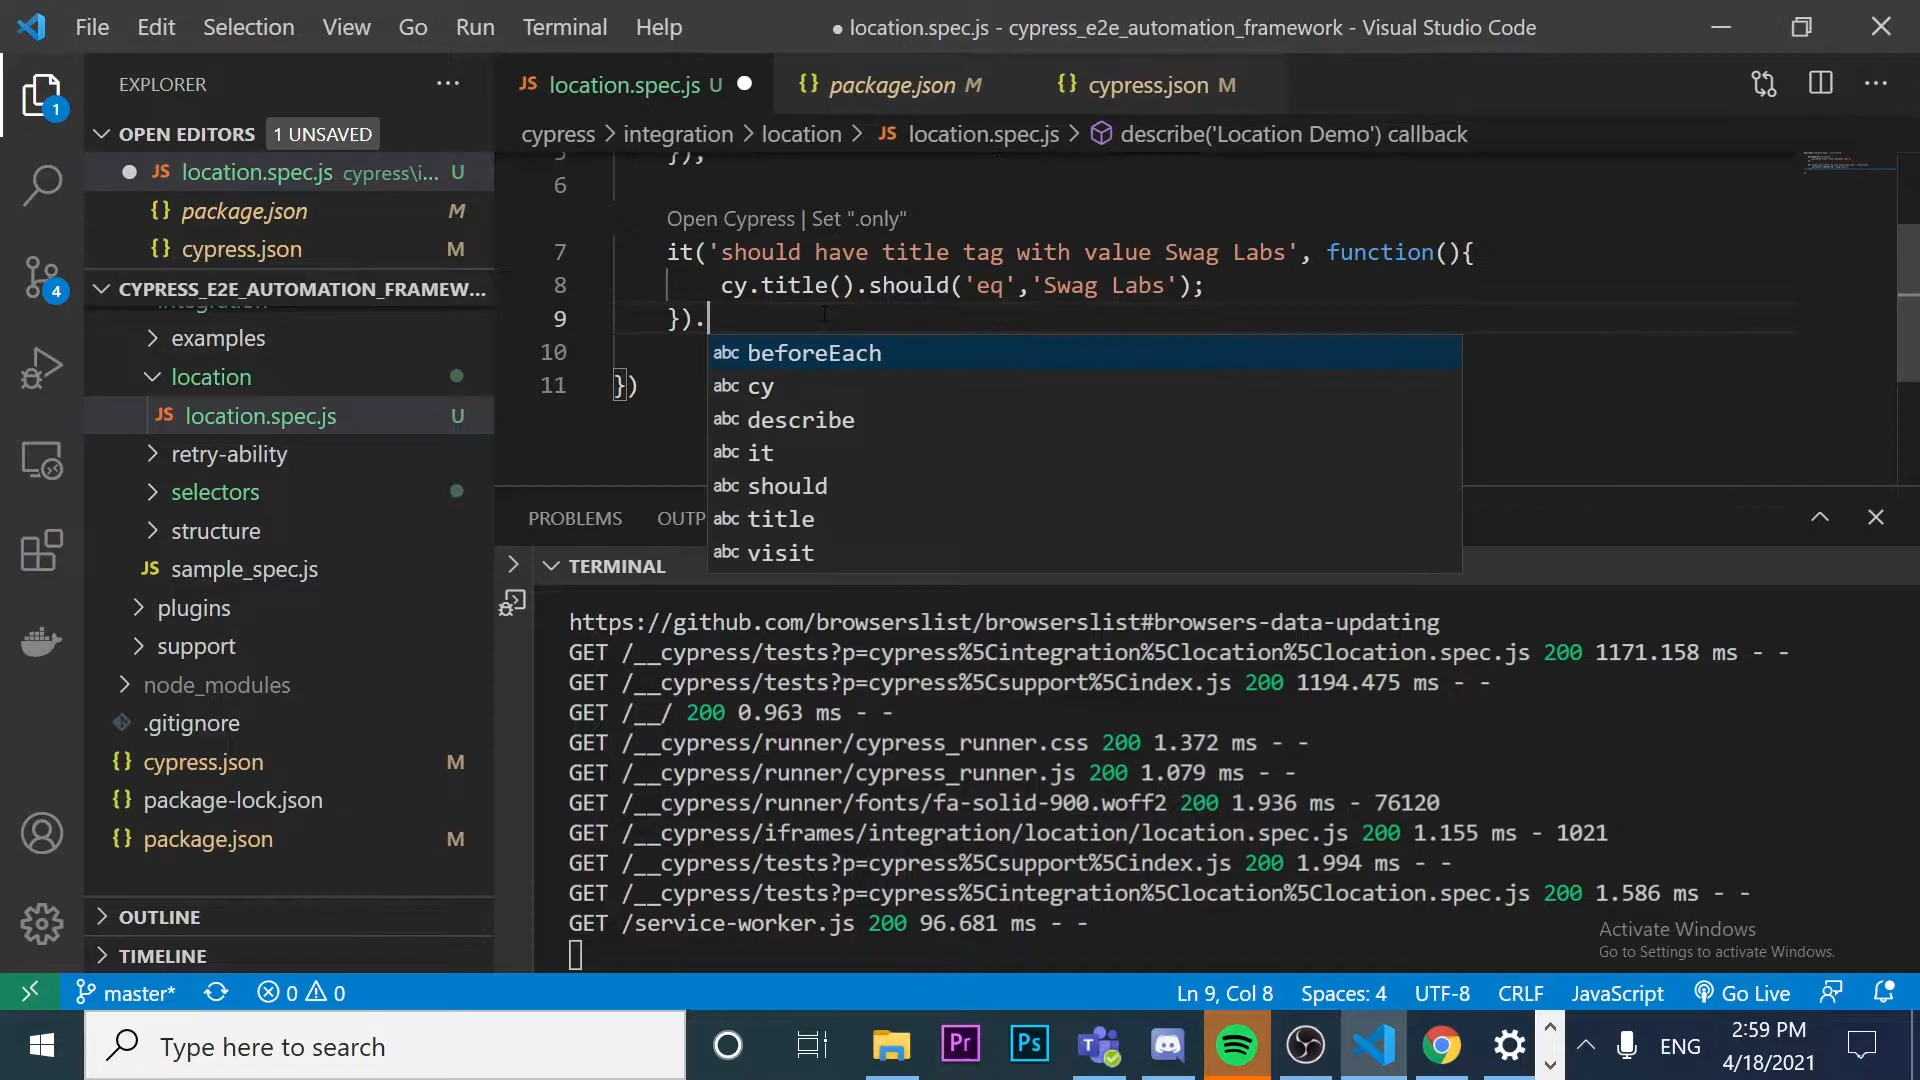 File Edit Selection View Go Run Terminal Help
● location.spec.js - cypress_e2e_automation_framework - Visual Studio Code
EXPLORER
1
OPEN EDITORS 1 UNSAVED
JS location.spec.js cypress\i... U
{} package.json M
{} cypress.json M
4
CYPRESS_E2E_AUTOMATION_FRAMEW...
examples
location
JS location.spec.js U
retry-ability
selectors
structure
JS sample_spec.js
plugins
support
node_modules
.gitignore
{} cypress.json M
{} package-lock.json
{} package.json M
OUTLINE
TIMELINE
JS location.spec.js U {} package.json M {} cypress.json M
cypress > integration > location > JS location.spec.js > describe('Location Demo') callback
6
Open Cypress | Set ".only"
7 it('should have title tag with value Swag Labs', function(){
8 cy.title().should('eq','Swag Labs');
9 }).
10
11 })
abc beforeEach
abc cy
abc describe
abc it
abc should
abc title
abc visit
PROBLEMS OUTP
TERMINAL
https://github.com/browserslist/browserslist#browsers-data-updating
GET /__cypress/tests?p=cypress%5Cintegration%5Clocation%5Clocation.spec.js 200 1171.158 ms - -
GET /__cypress/tests?p=cypress%5Csupport%5Cindex.js 200 1194.475 ms - -
GET /__/ 200 0.963 ms - -
GET /__cypress/runner/cypress_runner.css 200 1.372 ms - -
GET /__cypress/runner/cypress_runner.js 200 1.079 ms - -
GET /__cypress/runner/fonts/fa-solid-900.woff2 200 1.936 ms - 76120
GET /__cypress/iframes/integration/location/location.spec.js 200 1.155 ms - 1021
GET /__cypress/tests?p=cypress%5Csupport%5Cindex.js 200 1.994 ms - -
GET /__cypress/tests?p=cypress%5Cintegration%5Clocation%5Clocation.spec.js 200 1.586 ms - -
GET /service-worker.js 200 96.681 ms - -
Activate Windows
Go to Settings to activate Windows.
master* 0 0 Ln 9, Col 8 Spaces: 4 UTF-8 CRLF JavaScript Go Live
Type here to search
Pr Ps
ENG
2:59 PM
4/18/2021